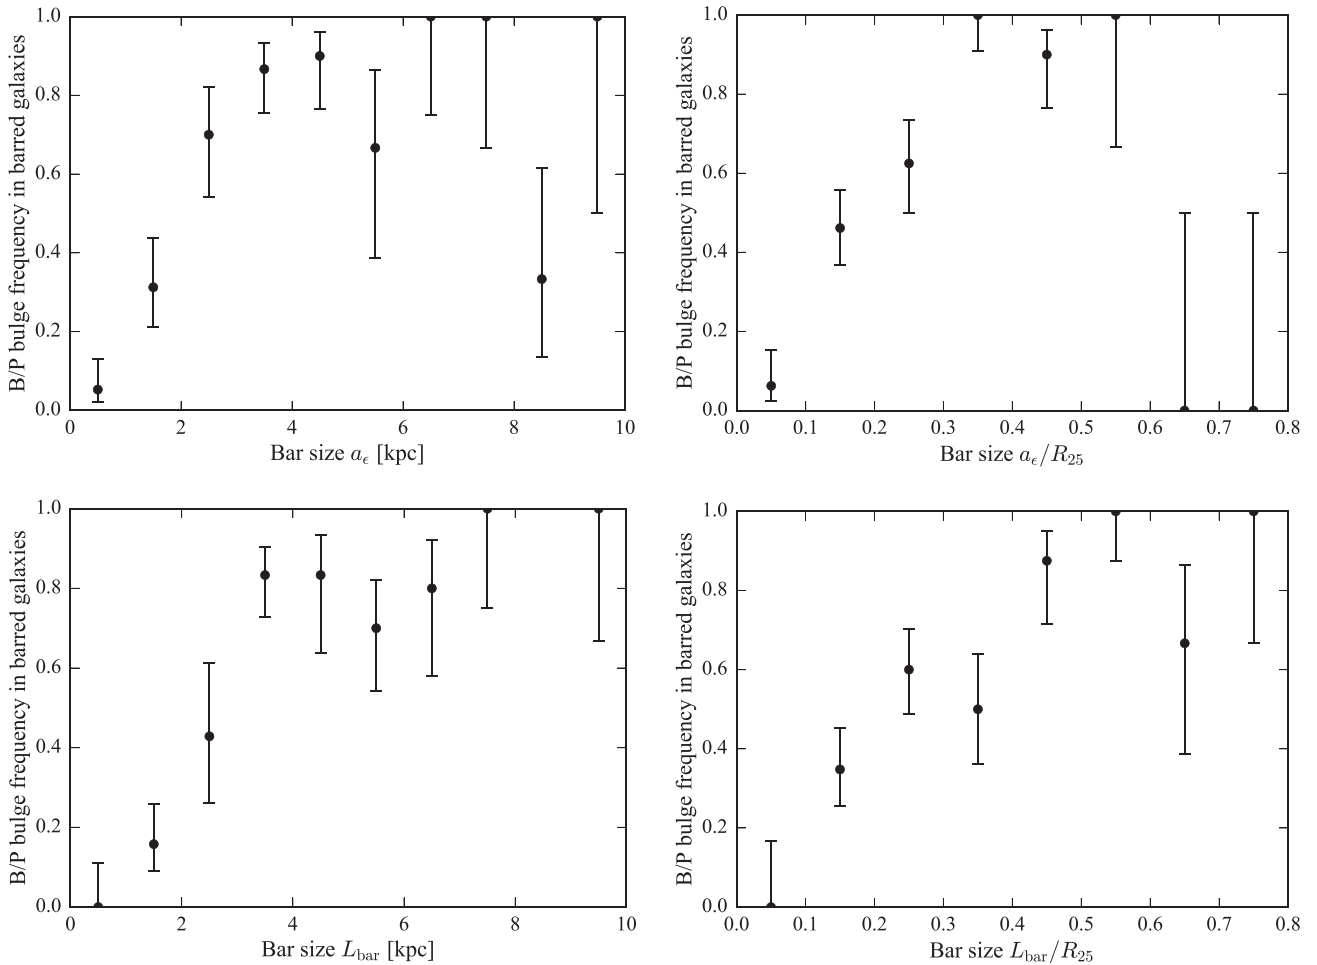 B/P bulge frequency in barred galaxies
1.0
0.8
0.6
0.4
0.2
0.0
0 2 4 6 8 10
Bar size a_ϵ [kpc]
B/P bulge frequency in barred galaxies
1.0
0.8
0.6
0.4
0.2
0.0
0.0 0.1 0.2 0.3 0.4 0.5 0.6 0.7 0.8
Bar size a_ϵ/R_25
B/P bulge frequency in barred galaxies
1.0
0.8
0.6
0.4
0.2
0.0
0 2 4 6 8 10
Bar size L_bar [kpc]
B/P bulge frequency in barred galaxies
1.0
0.8
0.6
0.4
0.2
0.0
0.0 0.1 0.2 0.3 0.4 0.5 0.6 0.7 0.8
Bar size L_bar/R_25